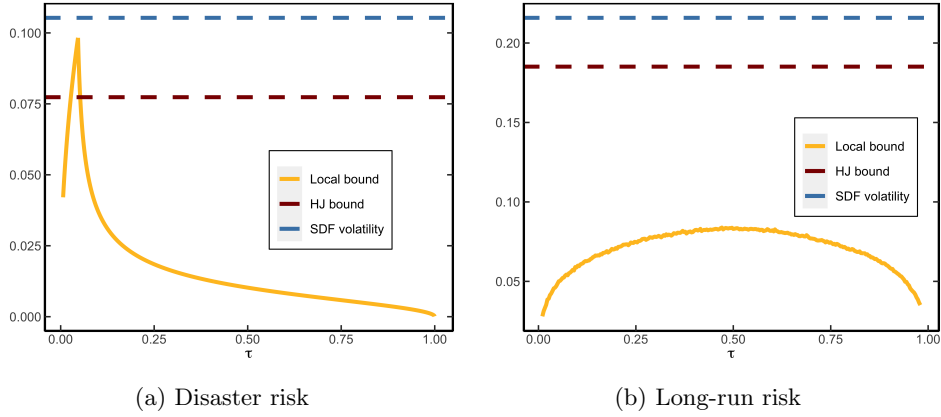 0.100
0.075
0.050
0.025
0.000
Local bound
HJ bound
SDF volatility
0.00 0.25 0.50 0.75 1.00
τ
(a) Disaster risk
0.20
0.15
0.10
0.05
Local bound
HJ bound
SDF volatility
0.00 0.25 0.50 0.75 1.00
τ
(b) Long-run risk